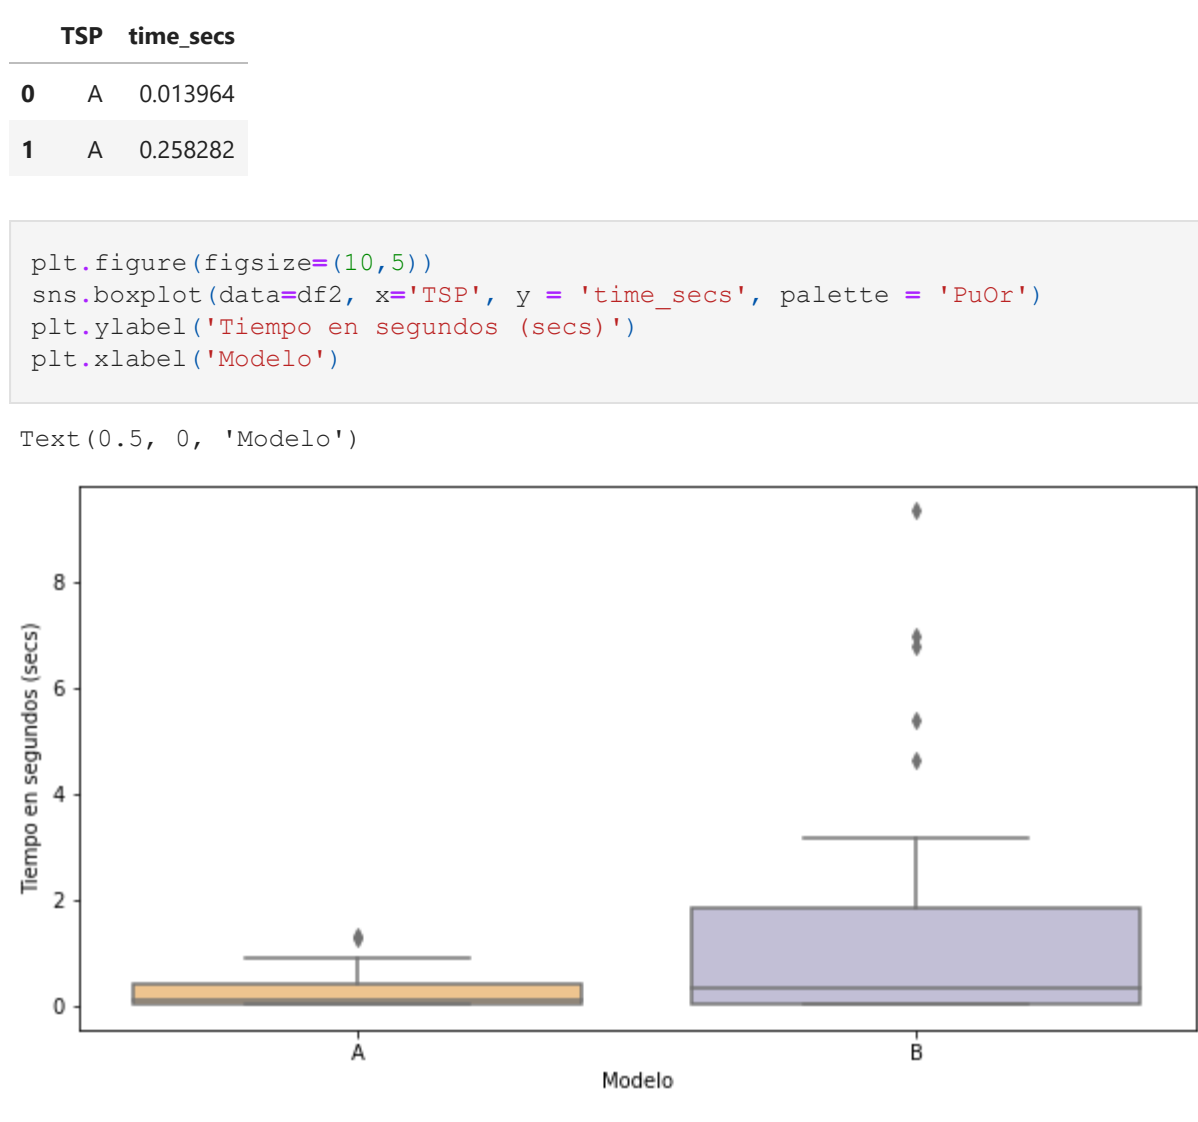 TSP time_secs
0 A 0.013964
1 A 0.258282
plt.figure(figsize=(10,5))
sns.boxplot(data=df2, x='TSP', y = 'time_secs', palette = 'PuOr')
plt.ylabel('Tiempo en segundos (secs)')
plt.xlabel('Modelo')
Text(0.5, 0, 'Modelo')
Tiempo en segundos (secs)
8
6
4
2
0
A B
Modelo